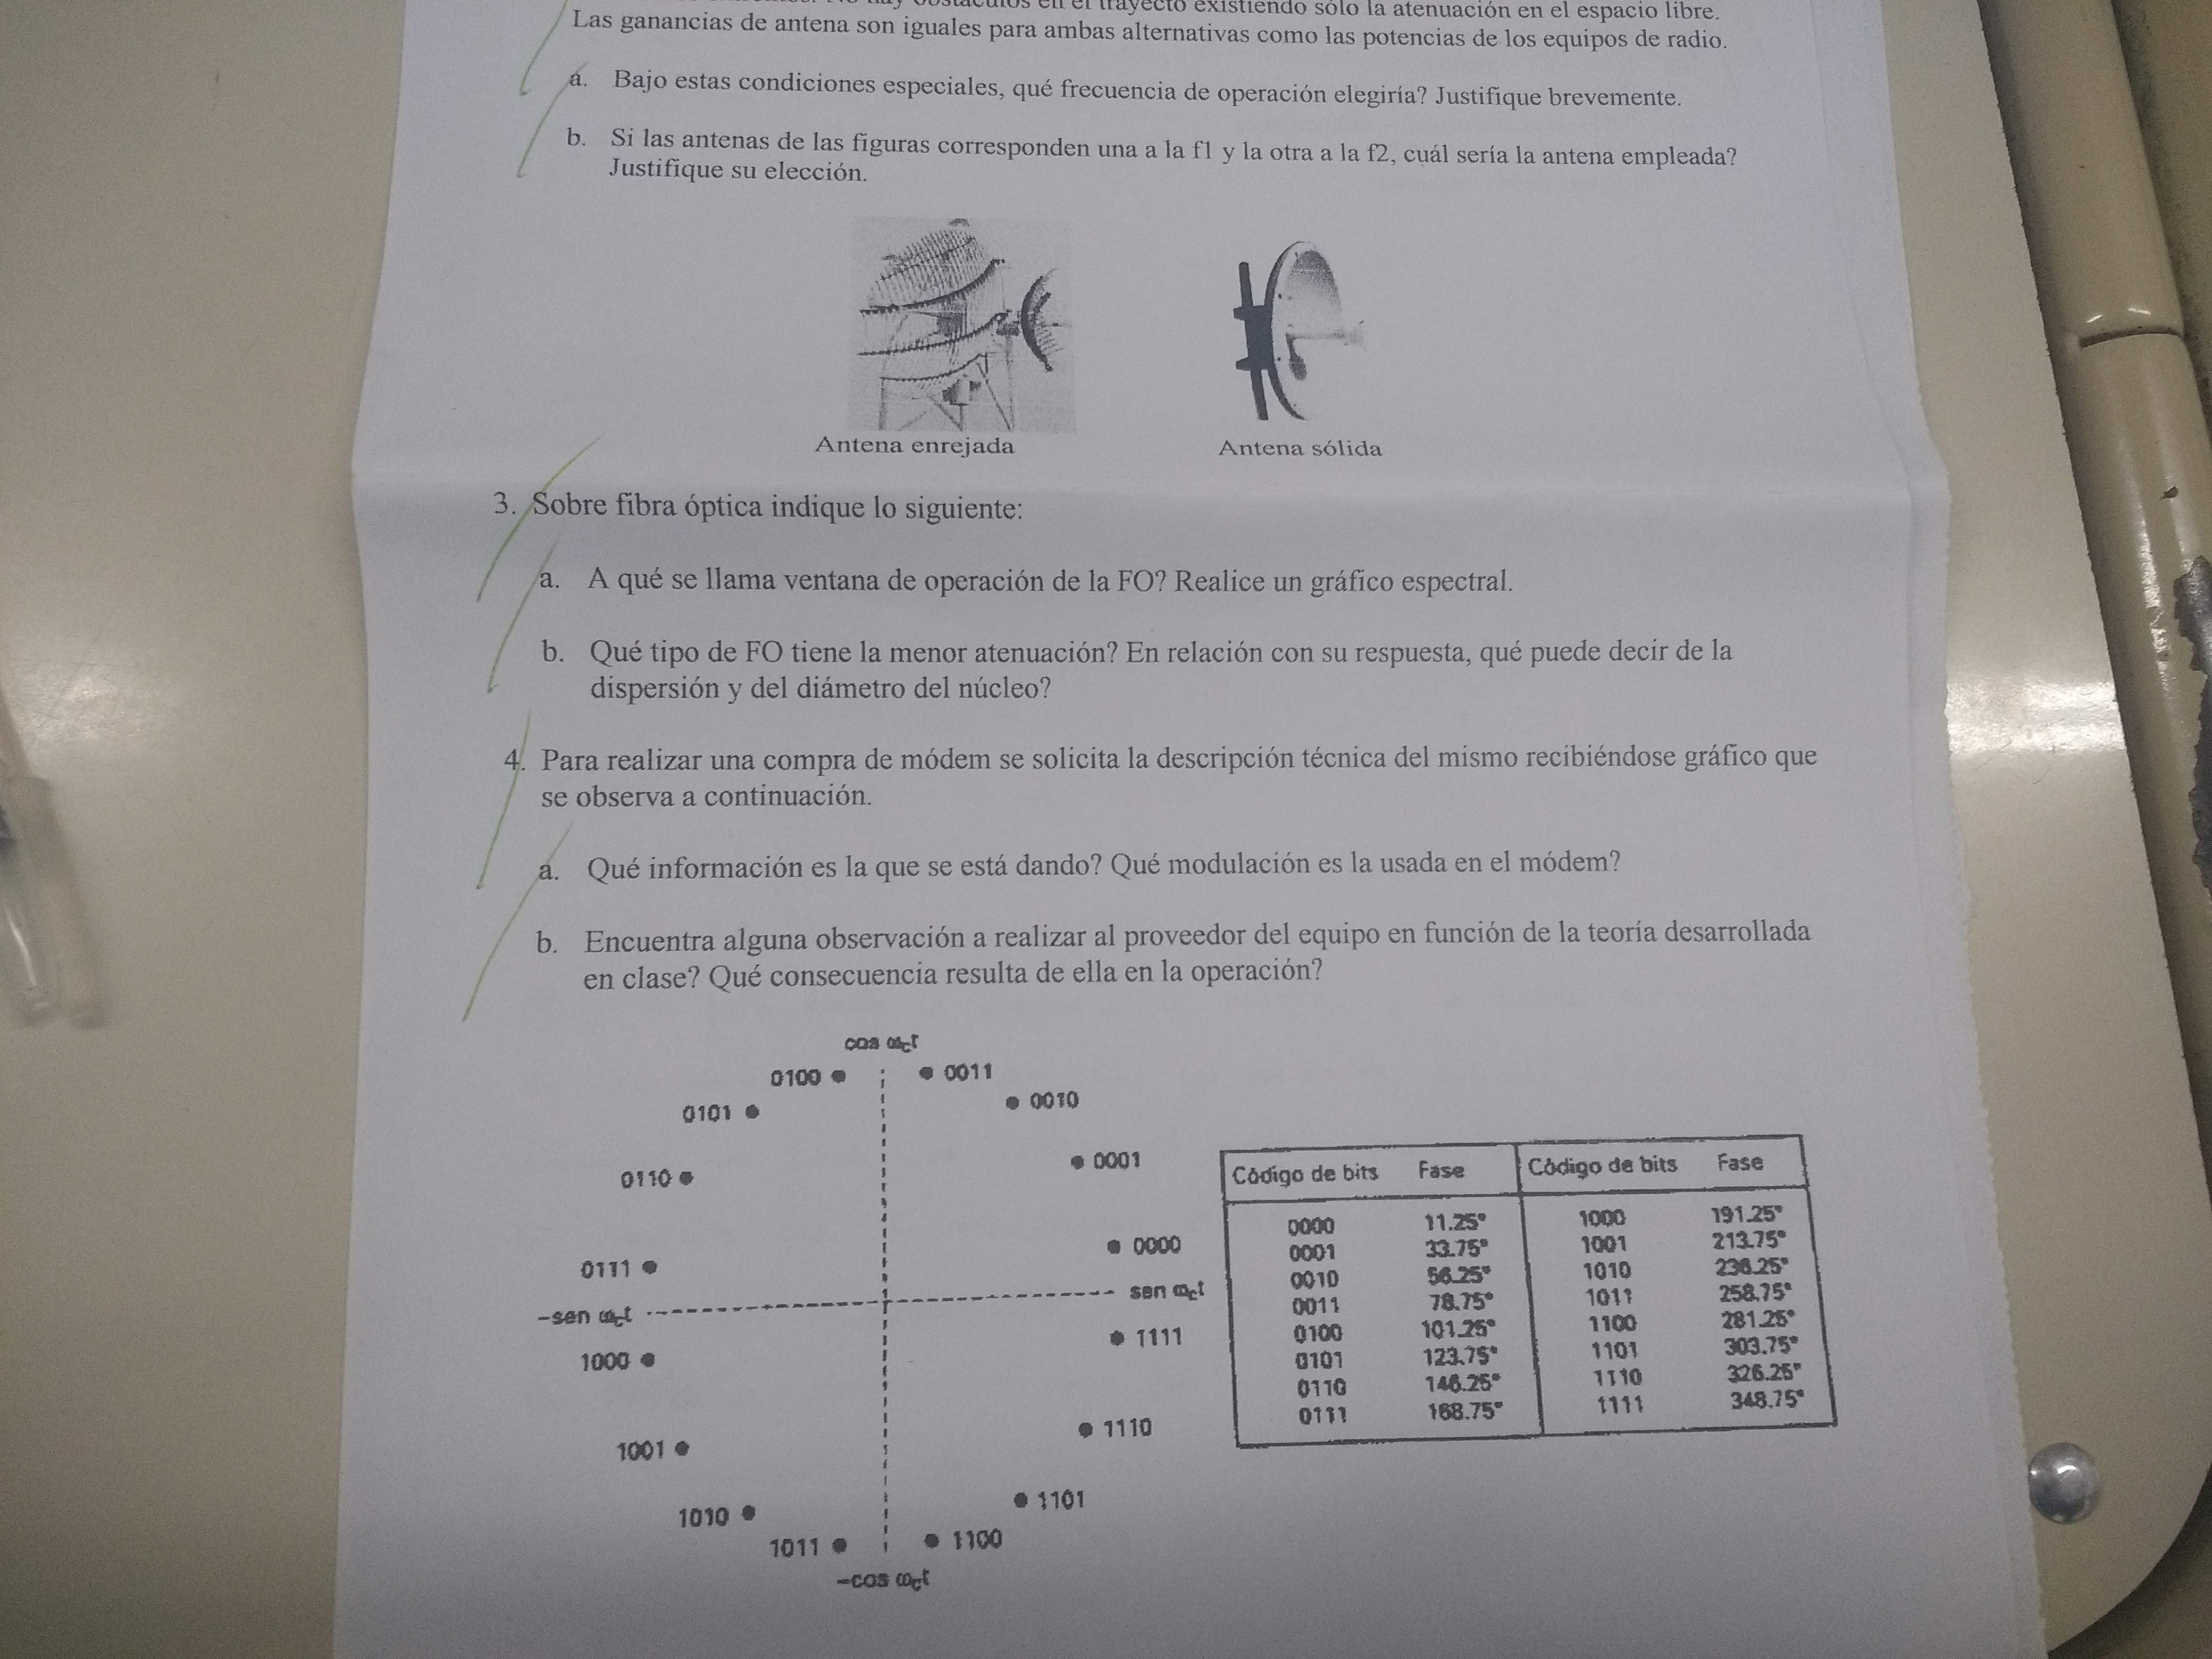 obstáculos en el trayecto existiendo sólo la atenuación en el espacio libre.
Las ganancias de antena son iguales para ambas alternativas como las potencias de los equipos de radio.
a. Bajo estas condiciones especiales, qué frecuencia de operación elegiría? Justifique brevemente.
b. Si las antenas de las figuras corresponden una a la f1 y la otra a la f2, cuál sería la antena empleada?
Justifique su elección.
Antena enrejada
Antena sólida
3. Sobre fibra óptica indique lo siguiente:
a. A qué se llama ventana de operación de la FO? Realice un gráfico espectral.
b. Qué tipo de FO tiene la menor atenuación? En relación con su respuesta, qué puede decir de la
dispersión y del diámetro del núcleo?
4. Para realizar una compra de módem se solicita la descripción técnica del mismo recibiéndose gráfico que
se observa a continuación.
a. Qué información es la que se está dando? Qué modulación es la usada en el módem?
b. Encuentra alguna observación a realizar al proveedor del equipo en función de la teoría desarrollada
en clase? Qué consecuencia resulta de ella en la operación?
cos ωct
0100 0011
0101 0010
0110 0001
0111 0000
-sen ωct sen ωct
1000 1111
1001 1110
1010 1101
1011 1100
-cos ωct
Código de bits Fase Código de bits Fase
0000 11.25° 1000 191.25°
0001 33.75° 1001 213.75°
0010 56.25° 1010 236.25°
0011 78.75° 1011 258.75°
0100 101.25° 1100 281.25°
0101 123.75° 1101 303.75°
0110 146.25° 1110 326.25°
0111 168.75° 1111 348.75°